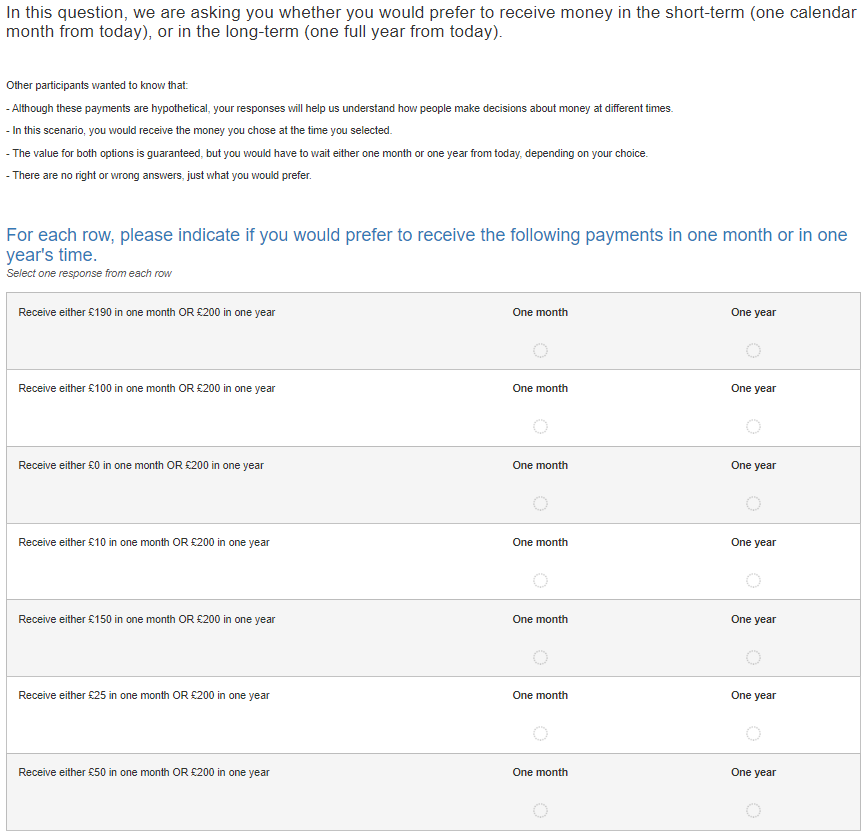 In this question, we are asking you whether you would prefer to receive money in the short-term (one calendar
month from today), or in the long-term (one full year from today).
Other participants wanted to know that:
- Although these payments are hypothetical, your responses will help us understand how people make decisions about money at different times.
- In this scenario, you would receive the money you chose at the time you selected.
- The value for both options is guaranteed, but you would have to wait either one month or one year from today, depending on your choice.
- There are no right or wrong answers, just what you would prefer.
For each row, please indicate if you would prefer to receive the following payments in one month or in one
year's time.
Select one response from each row
Receive either £190 in one month OR £200 in one year One month One year
Receive either £100 in one month OR £200 in one year One month One year
Receive either £0 in one month OR £200 in one year One month One year
Receive either £10 in one month OR £200 in one year One month One year
Receive either £150 in one month OR £200 in one year One month One year
Receive either £25 in one month OR £200 in one year One month One year
Receive either £50 in one month OR £200 in one year One month One year